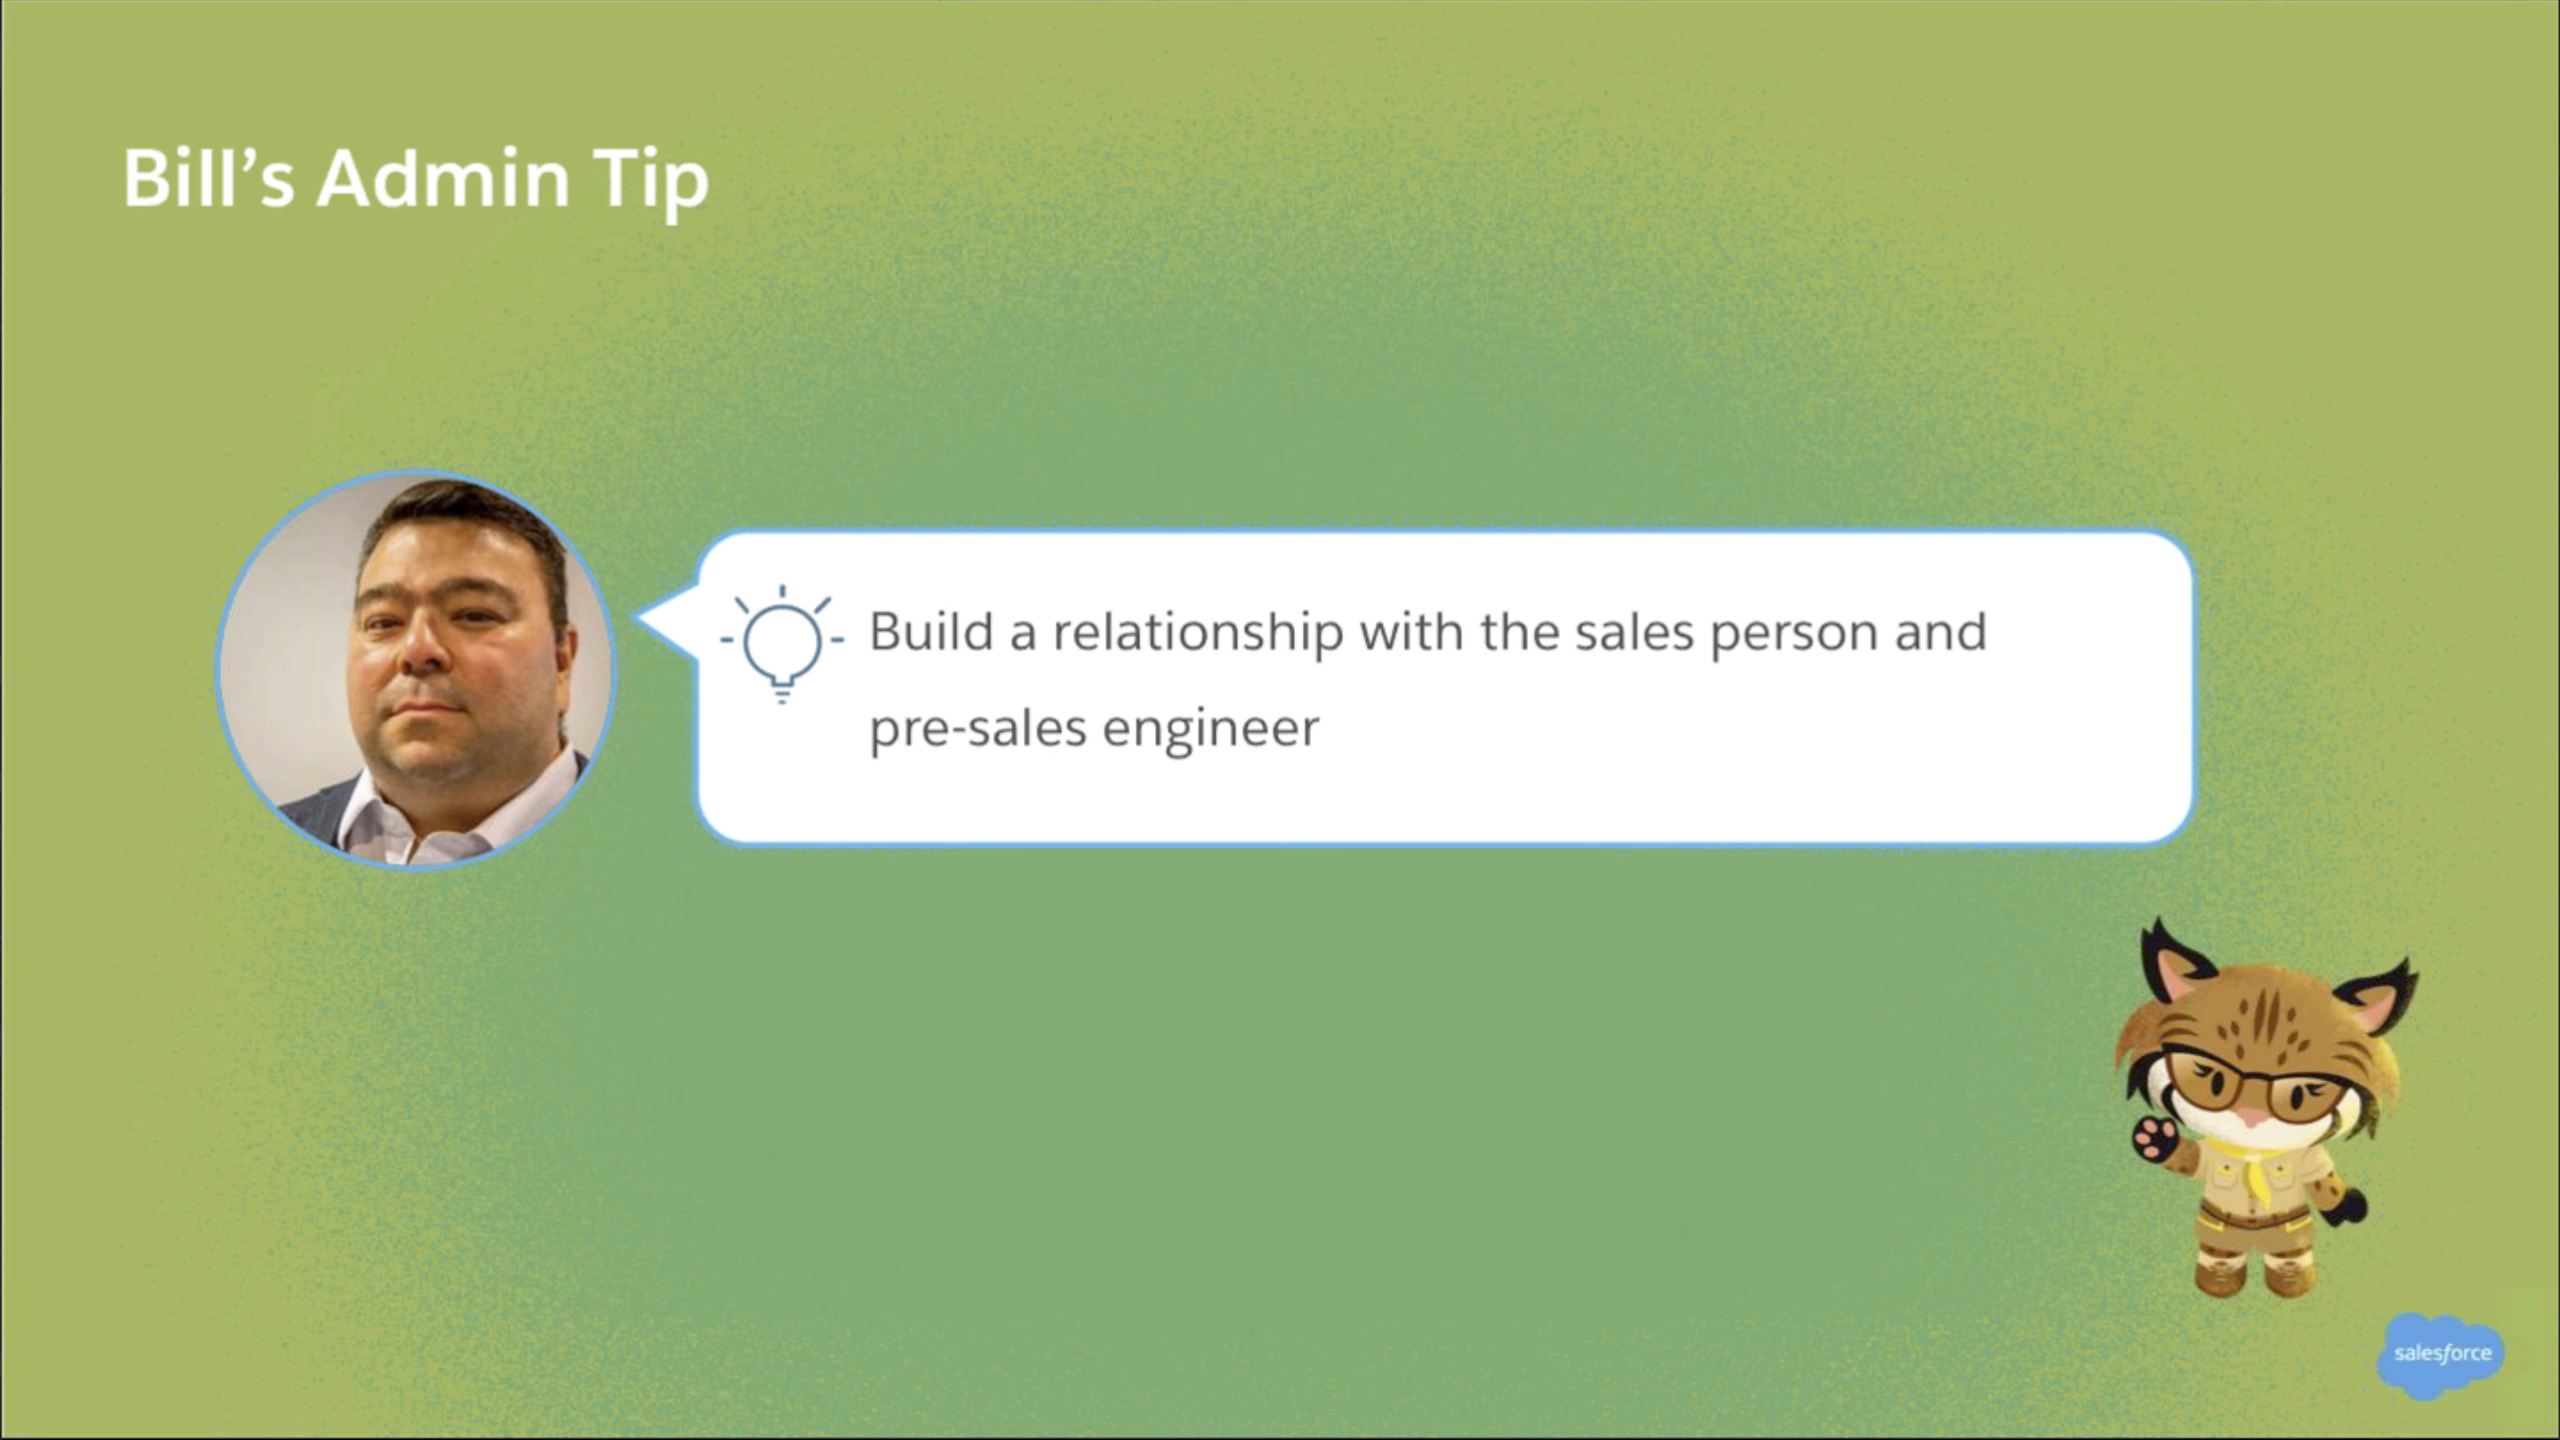 Bill’s Admin Tip
Build a relationship with the sales person and
pre-sales engineer
salesforce